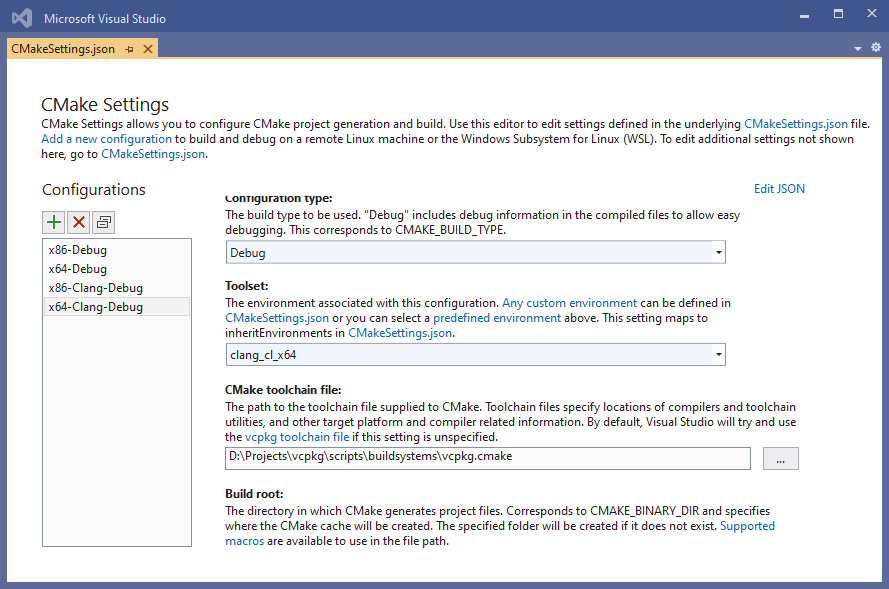 Microsoft Visual Studio
CMakeSettings.json
CMake Settings
CMake Settings allows you to configure CMake project generation and build. Use this editor to edit settings defined in the underlying CMakeSettings.json file.
Add a new configuration to build and debug on a remote Linux machine or the Windows Subsystem for Linux (WSL). To edit additional settings not shown
here, go to CMakeSettings.json.
Configurations
Edit JSON
x86-Debug
x64-Debug
x86-Clang-Debug
x64-Clang-Debug
Configuration type:
The build type to be used. "Debug" includes debug information in the compiled files to allow easy
debugging. This corresponds to CMAKE_BUILD_TYPE.
Debug
Toolset:
The environment associated with this configuration. Any custom environment can be defined in
CMakeSettings.json or you can select a predefined environment above. This setting maps to
inheritEnvironments in CMakeSettings.json.
clang_cl_x64
CMake toolchain file:
The path to the toolchain file supplied to CMake. Toolchain files specify locations of compilers and toolchain
utilities, and other target platform and compiler related information. By default, Visual Studio will try and use
the vcpkg toolchain file if this setting is unspecified.
D:\Projects\vcpkg\scripts\buildsystems\vcpkg.cmake
...
Build root:
The directory in which CMake generates project files. Corresponds to CMAKE_BINARY_DIR and specifies
where the CMake cache will be created. The specified folder will be created if it does not exist. Supported
macros are available to use in the file path.